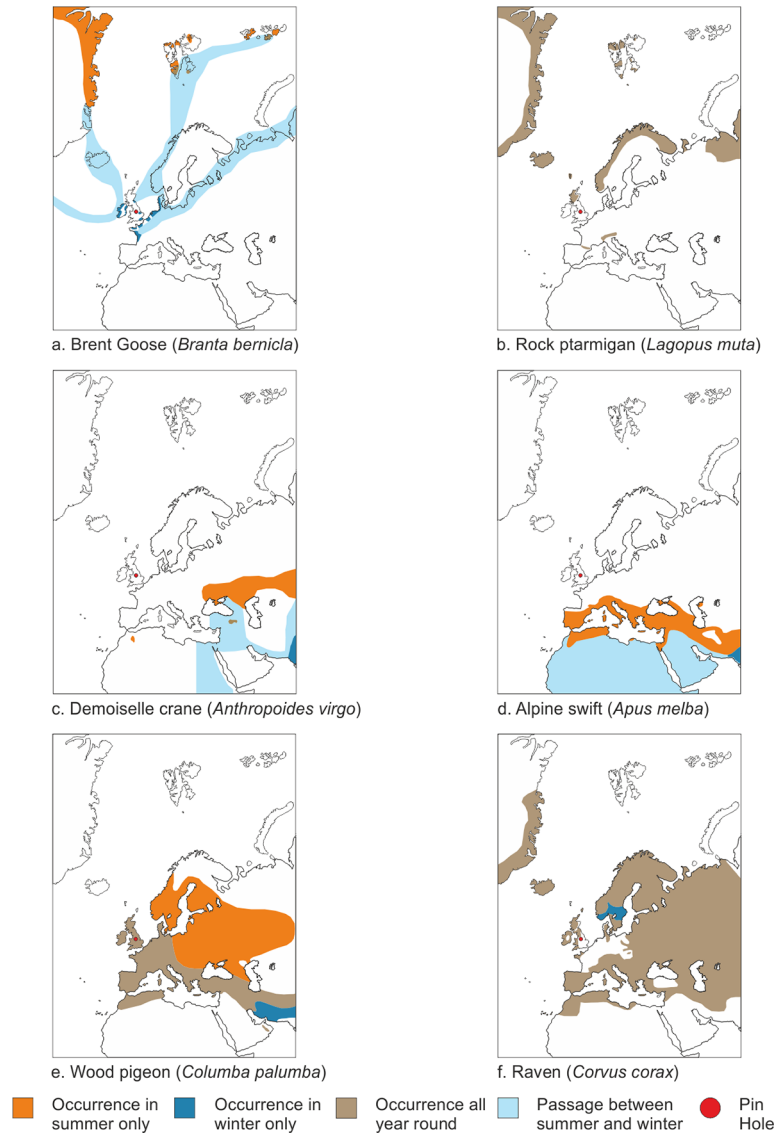 a. Brent Goose (Branta bernicla)
b. Rock ptarmigan (Lagopus muta)
c. Demoiselle crane (Anthropoides virgo)
d. Alpine swift (Apus melba)
e. Wood pigeon (Columba palumba)
f. Raven (Corvus corax)
Occurrence in
summer only
Occurrence in
winter only
Occurrence all
year round
Passage between
summer and winter
Pin
Hole